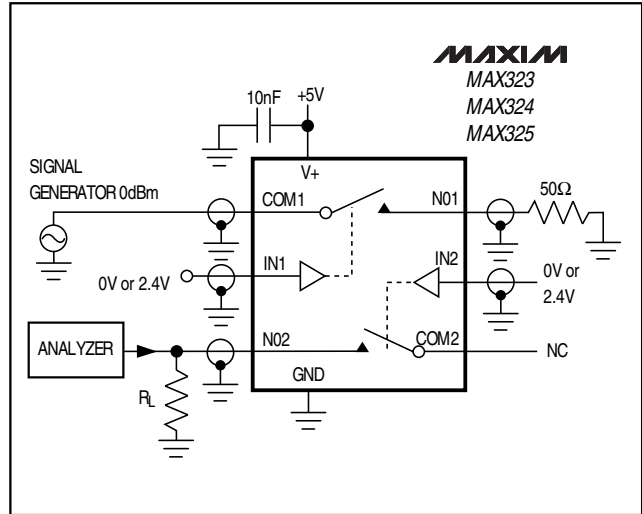 MAXIM
MAX323
MAX324
MAX325
10nF
+5V
V+
SIGNAL
GENERATOR 0dBm
COM1
N01
50Ω
IN1
IN2
0V or 2.4V
0V or
2.4V
ANALYZER
N02
COM2
NC
GND
RL